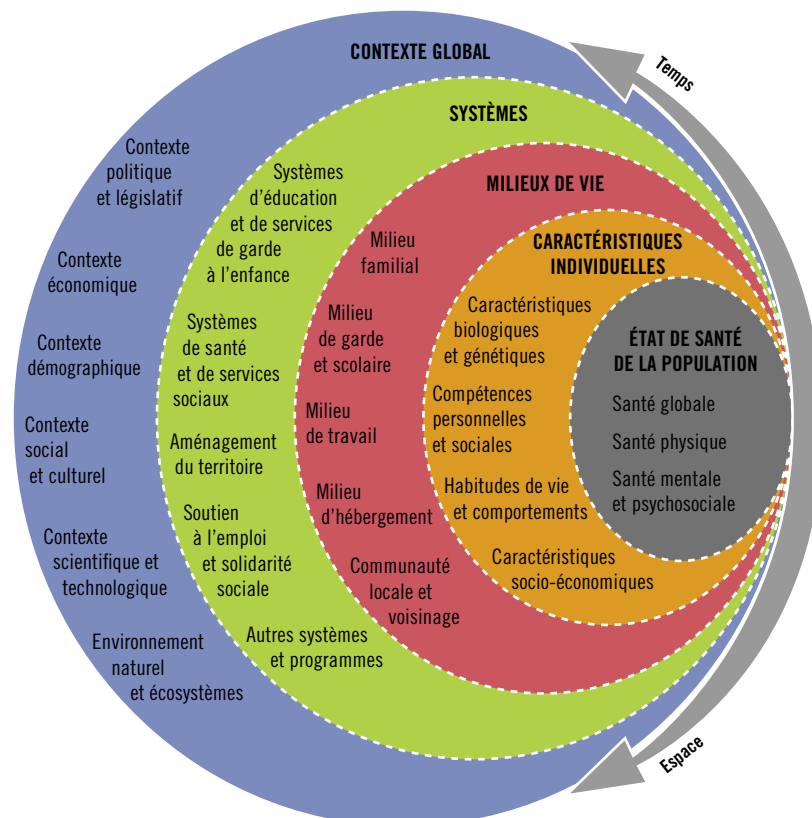 CONTEXTE GLOBAL
Temps
Contexte
politique
et législatif
Contexte
économique
Contexte
démographique
Contexte
social
et culturel
Contexte
scientifique et
technologique
Environnement
naturel
et écosystèmes
SYSTÈMES
Systèmes
d'éducation
et de services
de garde
à l'enfance
Systèmes
de santé
et de services
sociaux
Aménagement
du territoire
Soutien
à l'emploi
et solidarité
sociale
Autres systèmes
et programmes
MILIEUX DE VIE
Milieu
familial
Milieu
de garde
et scolaire
Milieu
de travail
Milieu
d'hébergement
Communauté
locale et
voisinage
CARACTÉRISTIQUES
INDIVIDUELLES
Caractéristiques
biologiques
et génétiques
Compétences
personnelles
et sociales
Habitudes de vie
et comportements
Caractéristiques
socio-économiques
ÉTAT DE SANTÉ
DE LA POPULATION
Santé globale
Santé physique
Santé mentale
et psychosociale
Espace